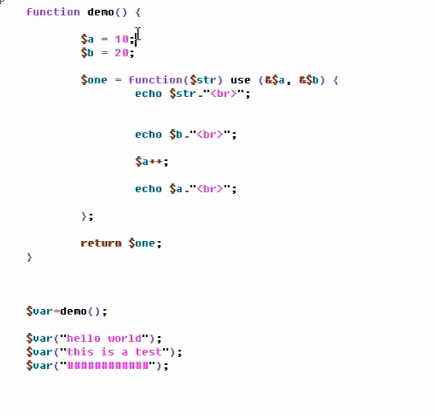 function demo() {
$a = 10;
$b = 20;
$one = function($str) use (&$a, &$b) {
echo $str."<br>";
echo $b."<br>";
$a++;
echo $a."<br>";
};
return $one;
}
$var=demo();
$var("hello world");
$var("this is a test");
$var("############");